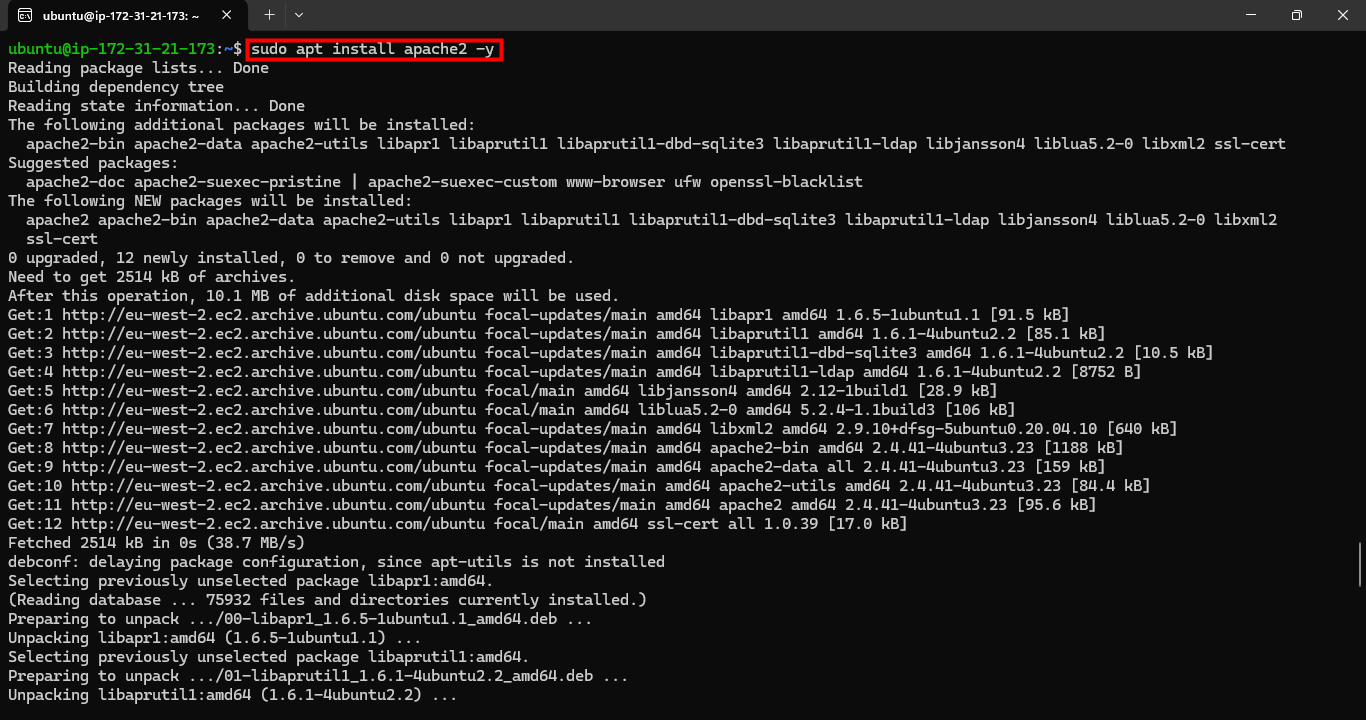 ubuntu@ip-172-31-21-173: ~
ubuntu@ip-172-31-21-173:~$ sudo apt install apache2 -y
Reading package lists... Done
Building dependency tree
Reading state information... Done
The following additional packages will be installed:
  apache2-bin apache2-data apache2-utils libapr1 libaprutil1 libaprutil1-dbd-sqlite3 libaprutil1-ldap libjansson4 liblua5.2-0 libxml2 ssl-cert
Suggested packages:
  apache2-doc apache2-suexec-pristine | apache2-suexec-custom www-browser ufw openssl-blacklist
The following NEW packages will be installed:
  apache2 apache2-bin apache2-data apache2-utils libapr1 libaprutil1 libaprutil1-dbd-sqlite3 libaprutil1-ldap libjansson4 liblua5.2-0 libxml2
  ssl-cert
0 upgraded, 12 newly installed, 0 to remove and 0 not upgraded.
Need to get 2514 kB of archives.
After this operation, 10.1 MB of additional disk space will be used.
Get:1 http://eu-west-2.ec2.archive.ubuntu.com/ubuntu focal-updates/main amd64 libapr1 amd64 1.6.5-1ubuntu1.1 [91.5 kB]
Get:2 http://eu-west-2.ec2.archive.ubuntu.com/ubuntu focal-updates/main amd64 libaprutil1 amd64 1.6.1-4ubuntu2.2 [85.1 kB]
Get:3 http://eu-west-2.ec2.archive.ubuntu.com/ubuntu focal-updates/main amd64 libaprutil1-dbd-sqlite3 amd64 1.6.1-4ubuntu2.2 [10.5 kB]
Get:4 http://eu-west-2.ec2.archive.ubuntu.com/ubuntu focal-updates/main amd64 libaprutil1-ldap amd64 1.6.1-4ubuntu2.2 [8752 B]
Get:5 http://eu-west-2.ec2.archive.ubuntu.com/ubuntu focal/main amd64 libjansson4 amd64 2.12-1build1 [28.9 kB]
Get:6 http://eu-west-2.ec2.archive.ubuntu.com/ubuntu focal/main amd64 liblua5.2-0 amd64 5.2.4-1.1build3 [106 kB]
Get:7 http://eu-west-2.ec2.archive.ubuntu.com/ubuntu focal-updates/main amd64 libxml2 amd64 2.9.10+dfsg-5ubuntu0.20.04.10 [640 kB]
Get:8 http://eu-west-2.ec2.archive.ubuntu.com/ubuntu focal-updates/main amd64 apache2-bin amd64 2.4.41-4ubuntu3.23 [1188 kB]
Get:9 http://eu-west-2.ec2.archive.ubuntu.com/ubuntu focal-updates/main amd64 apache2-data all 2.4.41-4ubuntu3.23 [159 kB]
Get:10 http://eu-west-2.ec2.archive.ubuntu.com/ubuntu focal-updates/main amd64 apache2-utils amd64 2.4.41-4ubuntu3.23 [84.4 kB]
Get:11 http://eu-west-2.ec2.archive.ubuntu.com/ubuntu focal-updates/main amd64 apache2 amd64 2.4.41-4ubuntu3.23 [95.6 kB]
Get:12 http://eu-west-2.ec2.archive.ubuntu.com/ubuntu focal/main amd64 ssl-cert all 1.0.39 [17.0 kB]
Fetched 2514 kB in 0s (38.7 MB/s)
debconf: delaying package configuration, since apt-utils is not installed
Selecting previously unselected package libapr1:amd64.
(Reading database ... 75932 files and directories currently installed.)
Preparing to unpack .../00-libapr1_1.6.5-1ubuntu1.1_amd64.deb ...
Unpacking libapr1:amd64 (1.6.5-1ubuntu1.1) ...
Selecting previously unselected package libaprutil1:amd64.
Preparing to unpack .../01-libaprutil1_1.6.1-4ubuntu2.2_amd64.deb ...
Unpacking libaprutil1:amd64 (1.6.1-4ubuntu2.2) ...